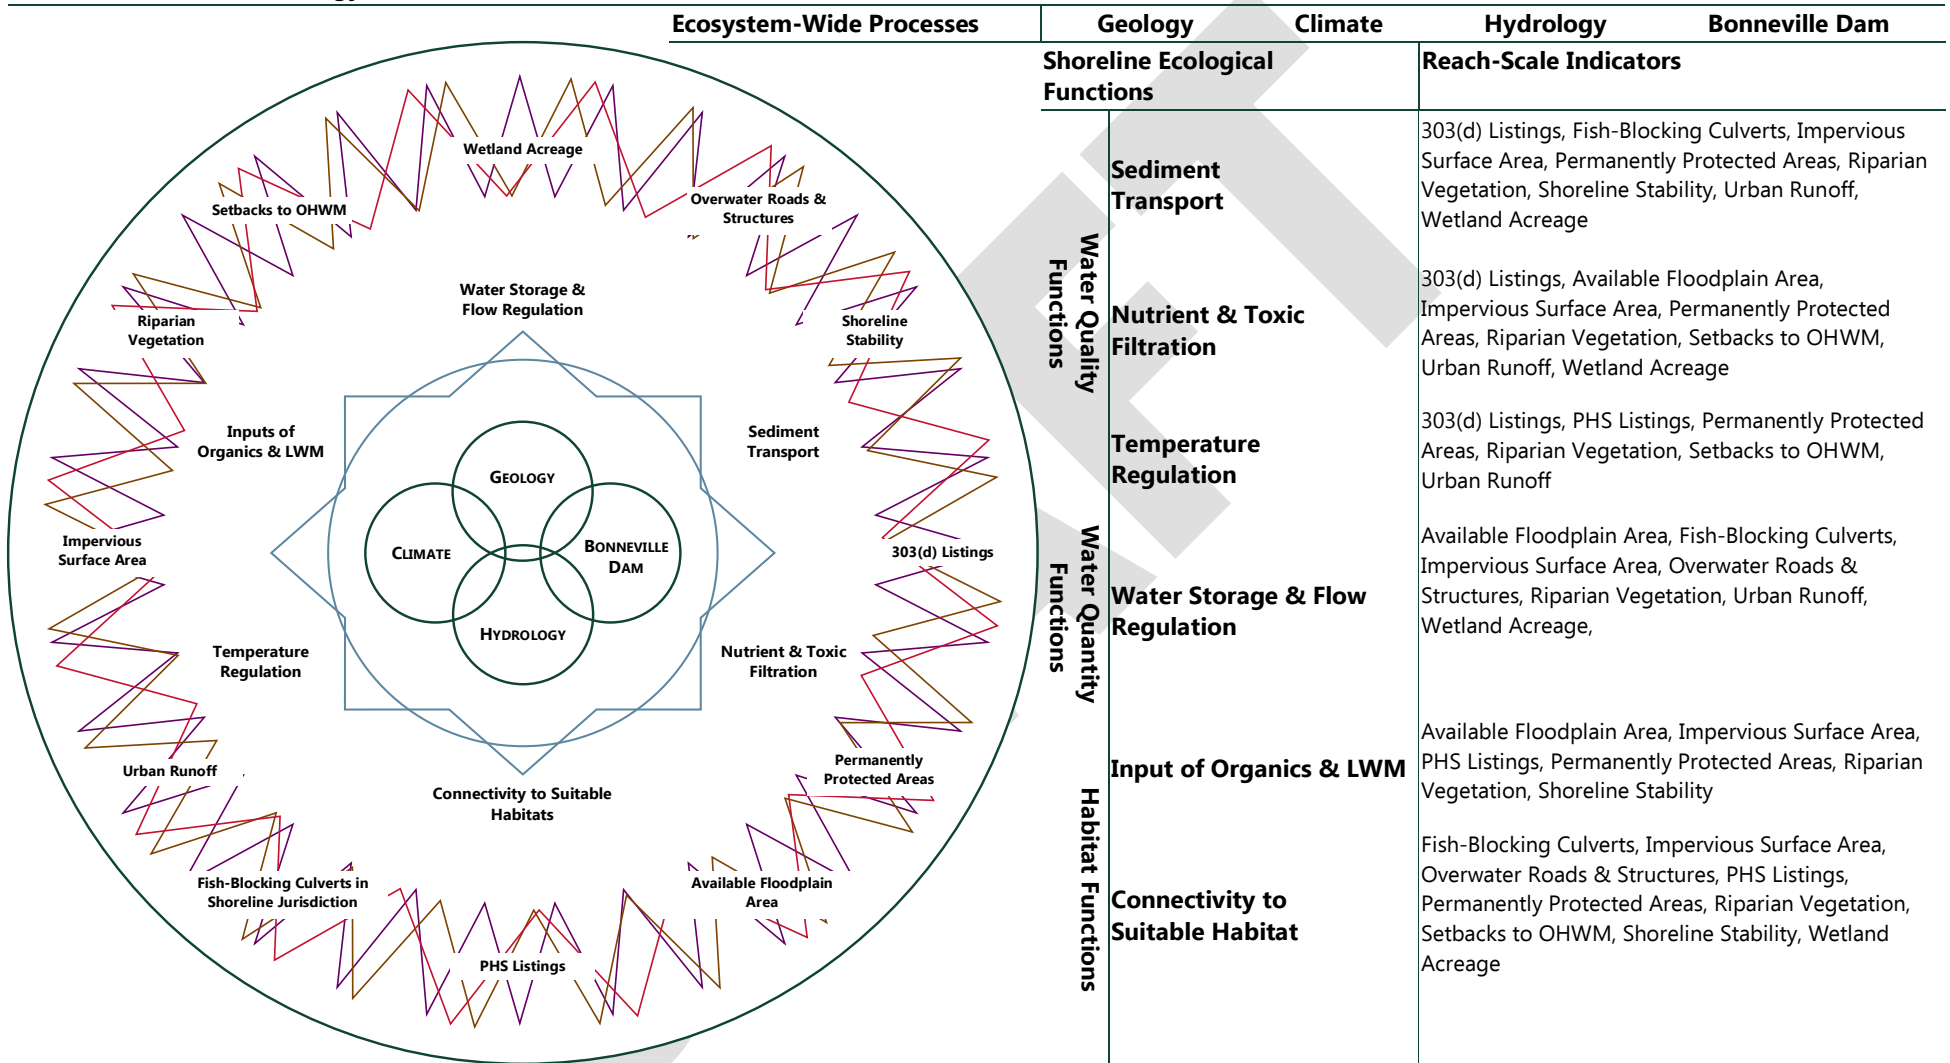 Ecosystem-Wide Processes
Geology
Climate
Hydrology
Bonneville Dam
Shoreline Ecological
Functions
Reach-Scale Indicators
Wetland Acreage
Setbacks to OHWM
Overwater Roads &
Structures
Riparian
Vegetation
Shoreline
Stability
Water Storage &
Flow Regulation
Inputs of
Organics & LWM
Sediment
Transport
GEOLOGY
CLIMATE
BONNEVILLE
DAM
HYDROLOGY
Impervious
Surface Area
303(d) Listings
Temperature
Regulation
Nutrient & Toxic
Filtration
Urban Runoff
Permanently
Protected Areas
Connectivity to Suitable
Habitats
Fish-Blocking Culverts in
Shoreline Jurisdiction
Available Floodplain
Area
PHS Listings
Water Quality
Functions
Sediment
Transport
303(d) Listings, Fish-Blocking Culverts, Impervious
Surface Area, Permanently Protected Areas, Riparian
Vegetation, Shoreline Stability, Urban Runoff,
Wetland Acreage
Nutrient & Toxic
Filtration
303(d) Listings, Available Floodplain Area,
Impervious Surface Area, Permanently Protected
Areas, Riparian Vegetation, Setbacks to OHWM,
Urban Runoff, Wetland Acreage
Temperature
Regulation
303(d) Listings, PHS Listings, Permanently Protected
Areas, Riparian Vegetation, Setbacks to OHWM,
Urban Runoff
Water Quantity
Functions
Water Storage & Flow
Regulation
Available Floodplain Area, Fish-Blocking Culverts,
Impervious Surface Area, Overwater Roads &
Structures, Riparian Vegetation, Urban Runoff,
Wetland Acreage,
Habitat Functions
Input of Organics & LWM
Available Floodplain Area, Impervious Surface Area,
PHS Listings, Permanently Protected Areas, Riparian
Vegetation, Shoreline Stability
Connectivity to
Suitable Habitat
Fish-Blocking Culverts, Impervious Surface Area,
Overwater Roads & Structures, PHS Listings,
Permanently Protected Areas, Riparian Vegetation,
Setbacks to OHWM, Shoreline Stability, Wetland
Acreage